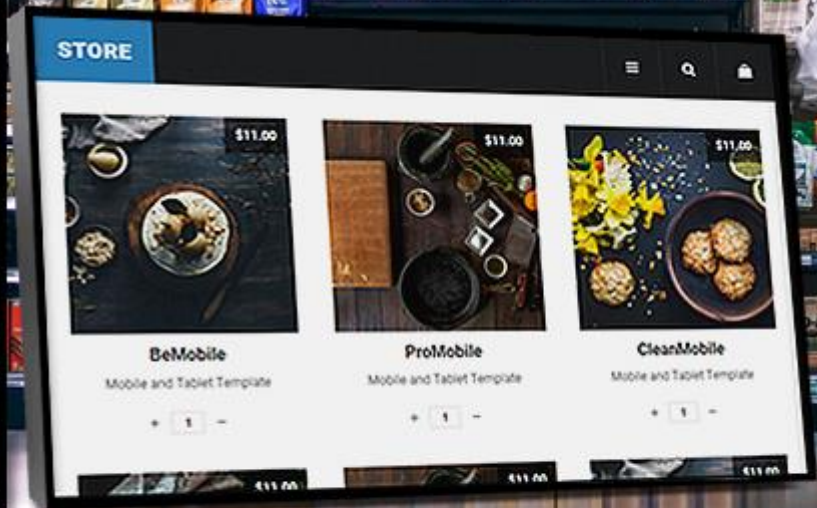 STORE
$11.00
$11.00
$11.00
BeMobile
ProMobile
CleanMobile
Mobile and Tablet Template
Mobile and Tablet Template
Mobile and Tablet Template
+ 1 -
+ 1 -
+ 1 -
$11.00
$11.00
$11.00